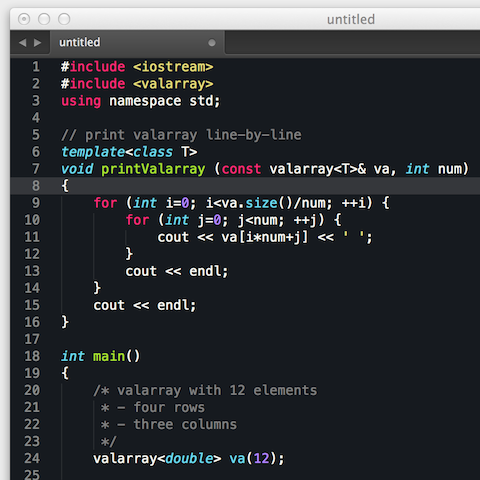 untitled
untitled
1 #include <iostream>
2 #include <valarray>
3 using namespace std;
4
5 // print valarray line-by-line
6 template<class T>
7 void printValarray (const valarray<T>& va, int num)
8 {
9     for (int i=0; i<va.size()/num; ++i) {
10         for (int j=0; j<num; ++j) {
11             cout << va[i*num+j] << ' ';
12         }
13         cout << endl;
14     }
15     cout << endl;
16 }
17
18 int main()
19 {
20     /* valarray with 12 elements
21      * - four rows
22      * - three columns
23      */
24     valarray<double> va(12);
25